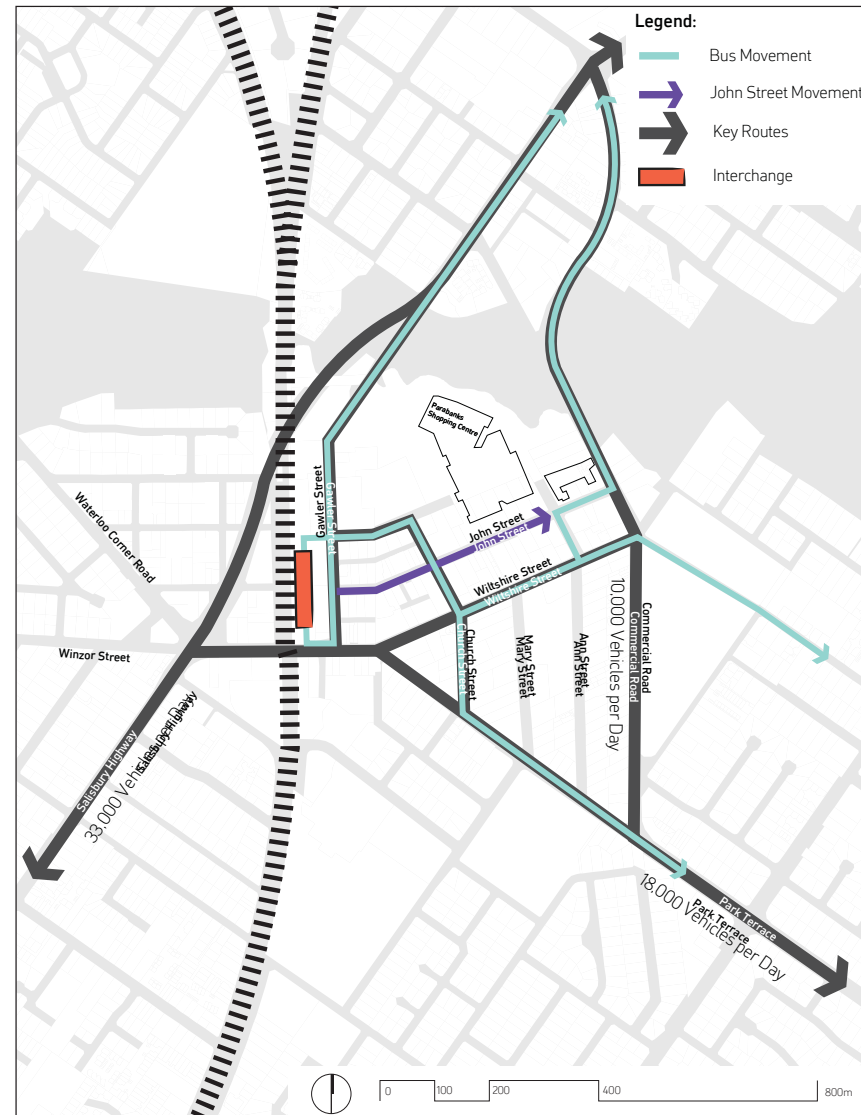 Legend:
Bus Movement
John Street Movement
Key Routes
Interchange
Parabanks
Shopping Centre
Gawler Street
Gawler Street
Waterloo Corner Road
John Street
John Street
Wiltshire Street
Wiltshire Street
Winzor Street
Church Street
Church Street
Mary Street
Mary Street
Ann Street
Ann Street
Commercial Road
Commercial Road
10,000 Vehicles per Day
Salisbury Highway
Salisbury Highway
33,000 Vehicles per Day
Park Terrace
Park Terrace
18,000 Vehicles per Day
0 100 200 400 800m